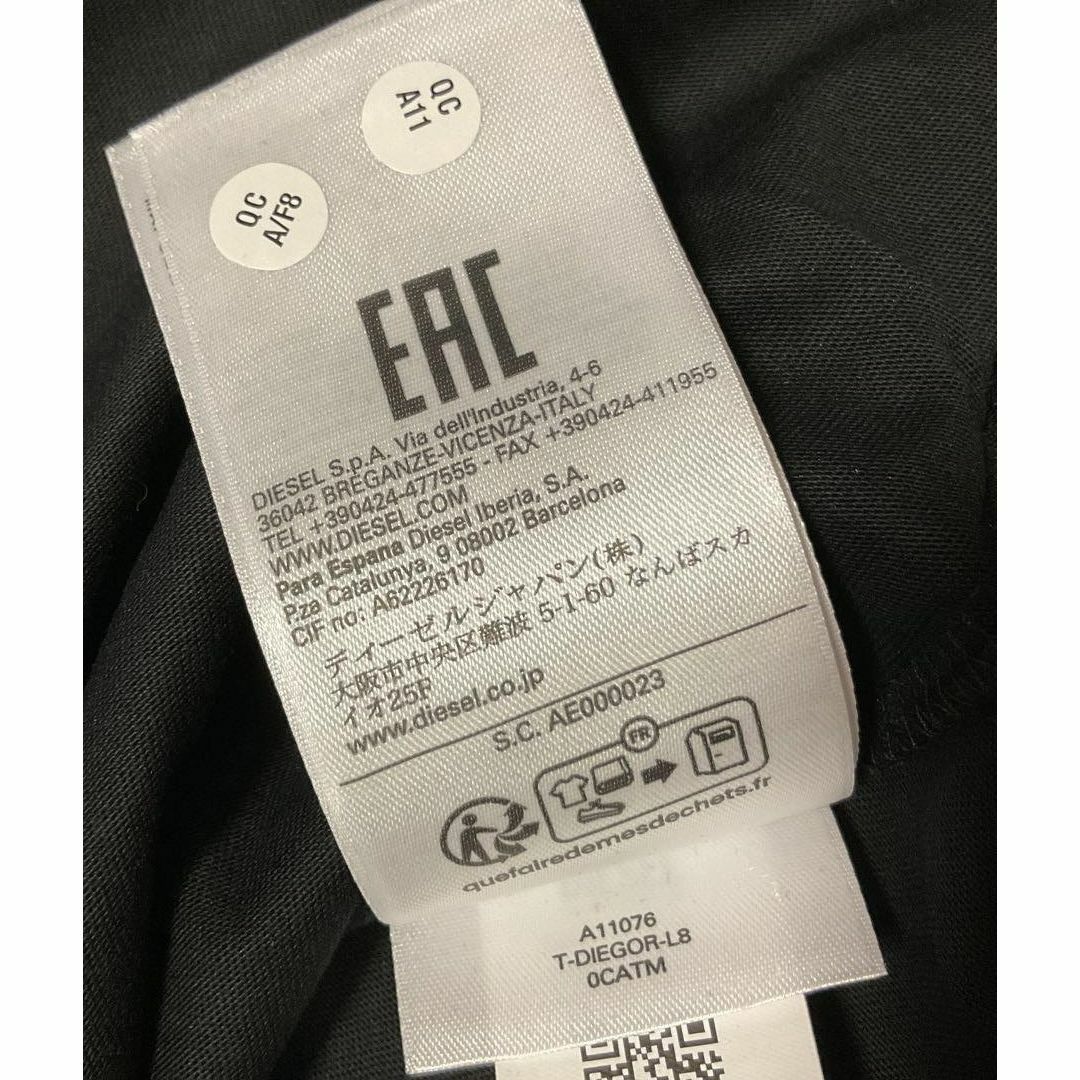 QC
A11
QC
A/F8
EAC
DIESEL S.p.A. Via dell'Industria, 4-6
36042 BREGANZE-VICENZA-ITALY
TEL +390424-477555 - FAX +390424-411955
WWW.DIESEL.COM
Para Espana Diesel Iberia, S.A.
P.za Catalunya, 9 08002 Barcelona
CIF no: A62226170
ディーゼルジャパン(株)
大阪市中央区難波 5-1-60 なんばスカ
イオ25F
www.diesel.co.jp
S.C. AE000023
FR
quefairedemesdechets.fr
A11076
T-DIEGOR-L8
0CATM